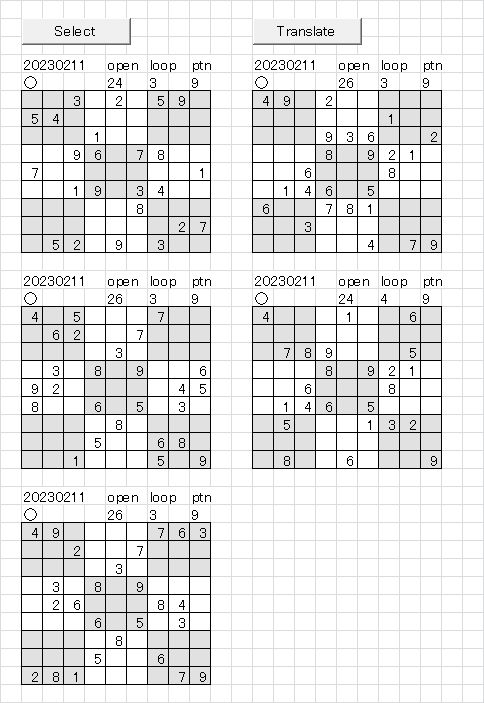 Select
Translate
20230211 open loop ptn
○ 24 3 9
3 2 5 9
5 4
1
9 6 7 8
7 1
1 9 3 4
8
2 7
5 2 9 3
20230211 open loop ptn
○ 26 3 9
4 9 2
1
9 3 6 2
8 9 2 1
6 8
1 4 6 5
6 7 8 1
3
4 7 9
20230211 open loop ptn
○ 26 3 9
4 5 7
6 2 7
3
3 8 9 6
9 2 4 5
8 6 5 3
8
5 6 8
1 5 9
20230211 open loop ptn
○ 24 4 9
4 1 6
7 8 9 5
8 9 2 1
6 8
1 4 6 5
5 1 3 2
8 6 9
20230211 open loop ptn
○ 26 3 9
4 9 7 6 3
2 7
3
3 8 9
2 6 8 4
6 5 3
8
5 6
2 8 1 7 9